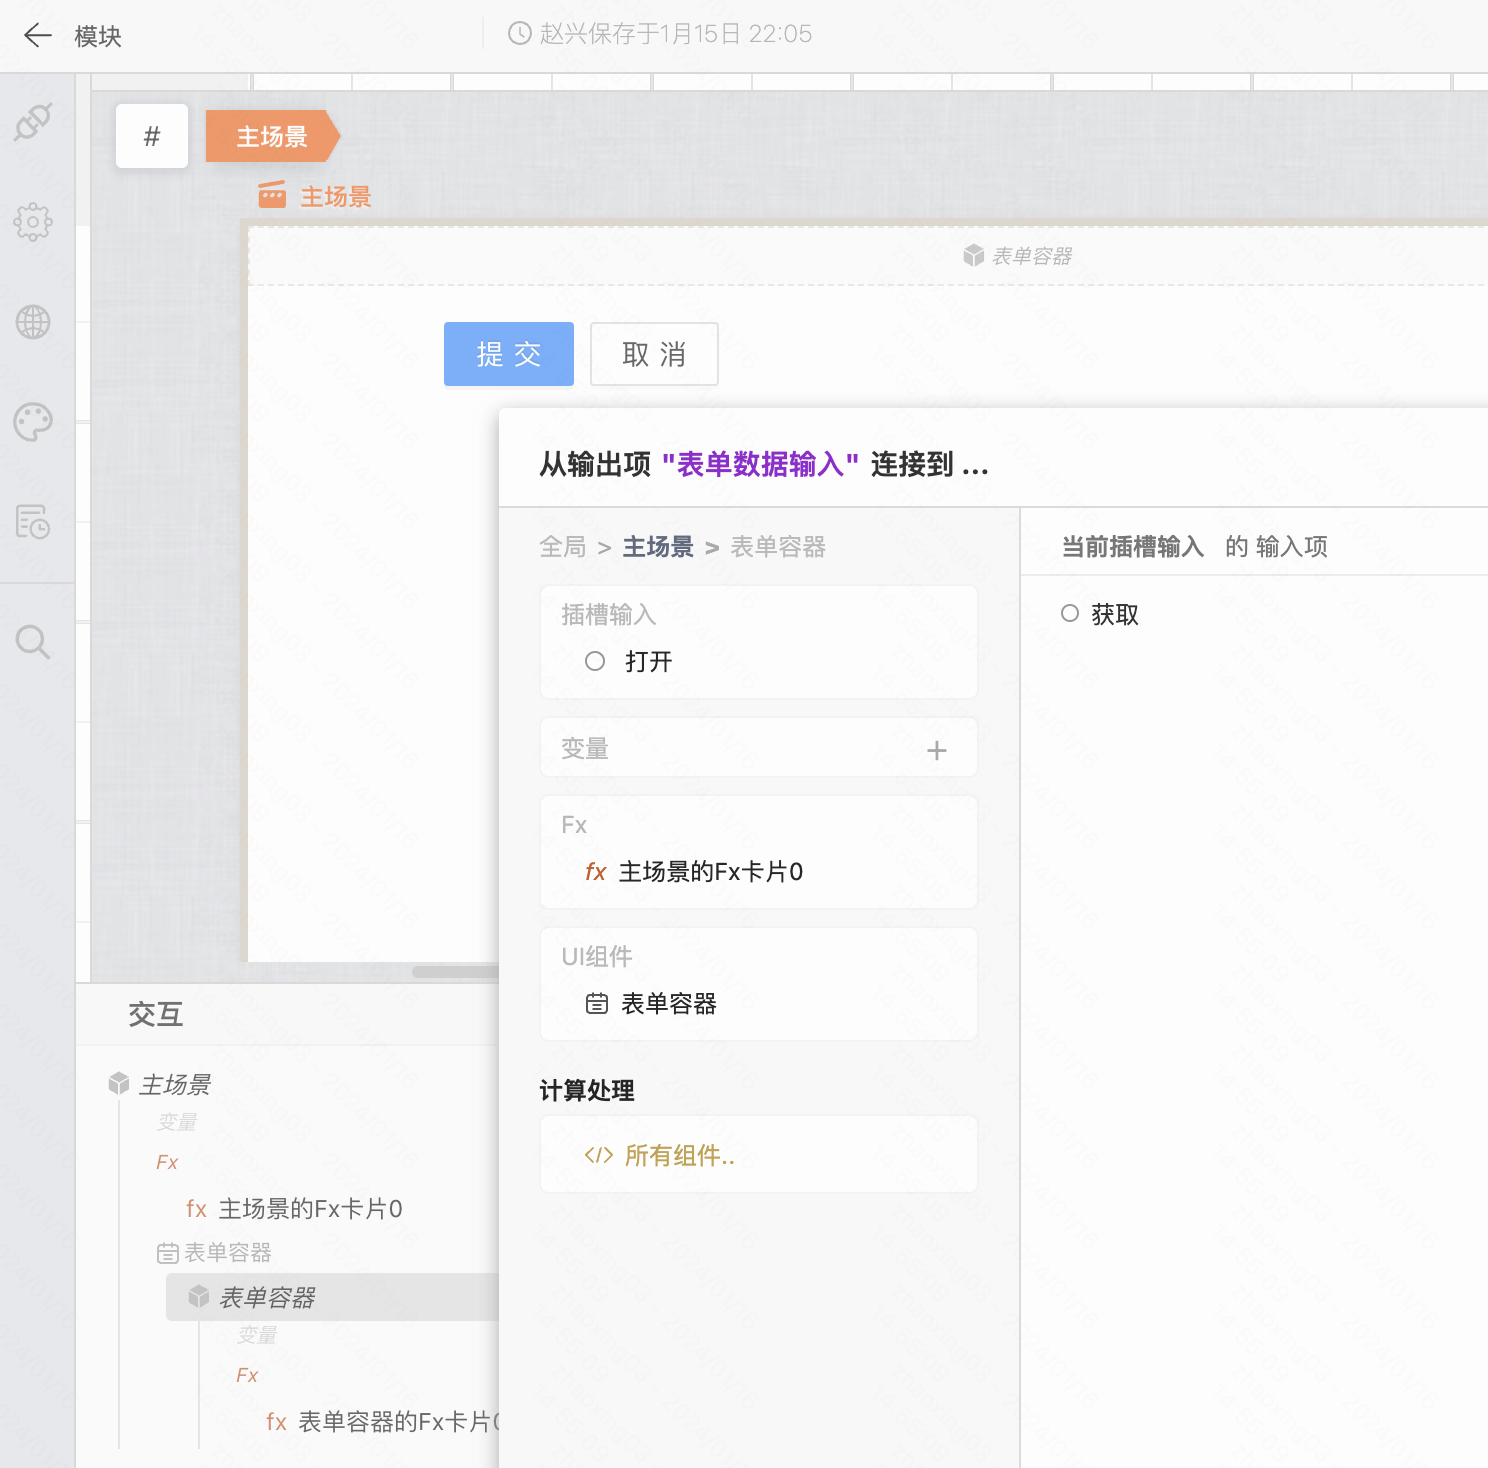 模块
赵兴保存于1月15日 22:05
#
主场景
主场景
表单容器
提 交
取 消
从输出项 "表单数据输入" 连接到 ...
全局 > 主场景 > 表单容器
当前插槽输入 的 输入项
插槽输入
打开
获取
变量
+
Fx
fx 主场景的Fx卡片0
UI组件
表单容器
计算处理
</> 所有组件..
交互
主场景
变量
Fx
fx 主场景的Fx卡片0
表单容器
表单容器
变量
Fx
fx 表单容器的Fx卡片0